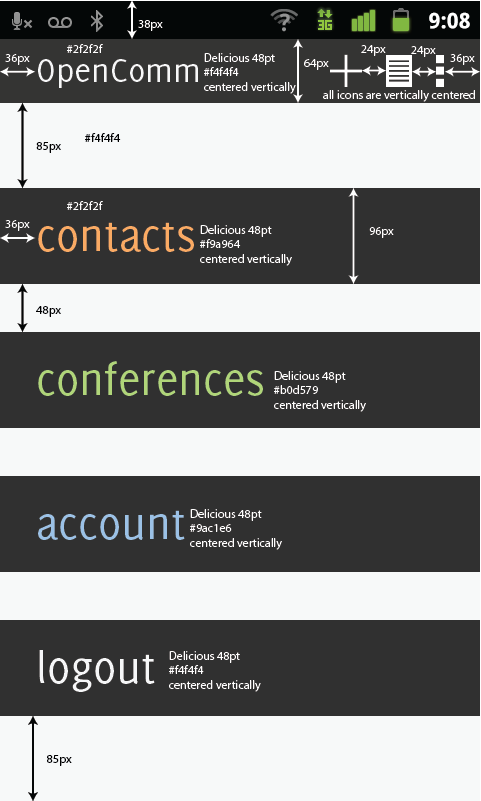 38px
3G
9:08
#2f2f2f
36px
OpenComm
Delicious 48pt
#f4f4f4
centered vertically
64px
24px
24px
36px
all icons are vertically centered
85px
#f4f4f4
#2f2f2f
36px
contacts
Delicious 48pt
#f9a964
centered vertically
96px
48px
conferences
Delicious 48pt
#b0d579
centered vertically
account
Delicious 48pt
#9ac1e6
centered vertically
logout
Delicious 48pt
#f4f4f4
centered vertically
85px